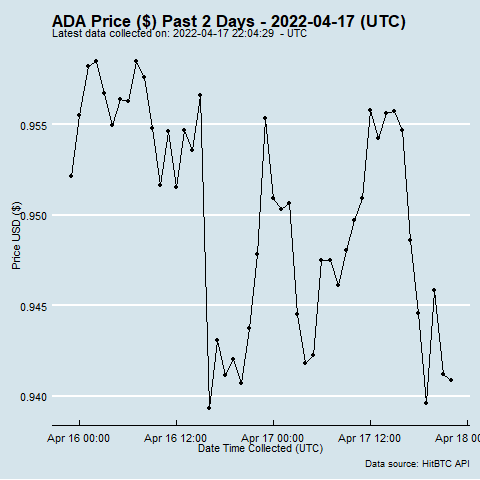 ADA Price ($) Past 2 Days - 2022-04-17 (UTC)
Latest data collected on: 2022-04-17 22:04:29 - UTC
0.955
0.950
0.945
0.940
Price USD ($)
Apr 16 00:00 Apr 16 12:00 Apr 17 00:00 Apr 17 12:00 Apr 18 0
Date Time Collected (UTC)
Data source: HitBTC API